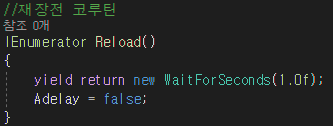 //재장전 코루틴
참조 0개
IEnumerator Reload()
{
yield return new WaitForSeconds(1.0f);
Adelay = false;
}